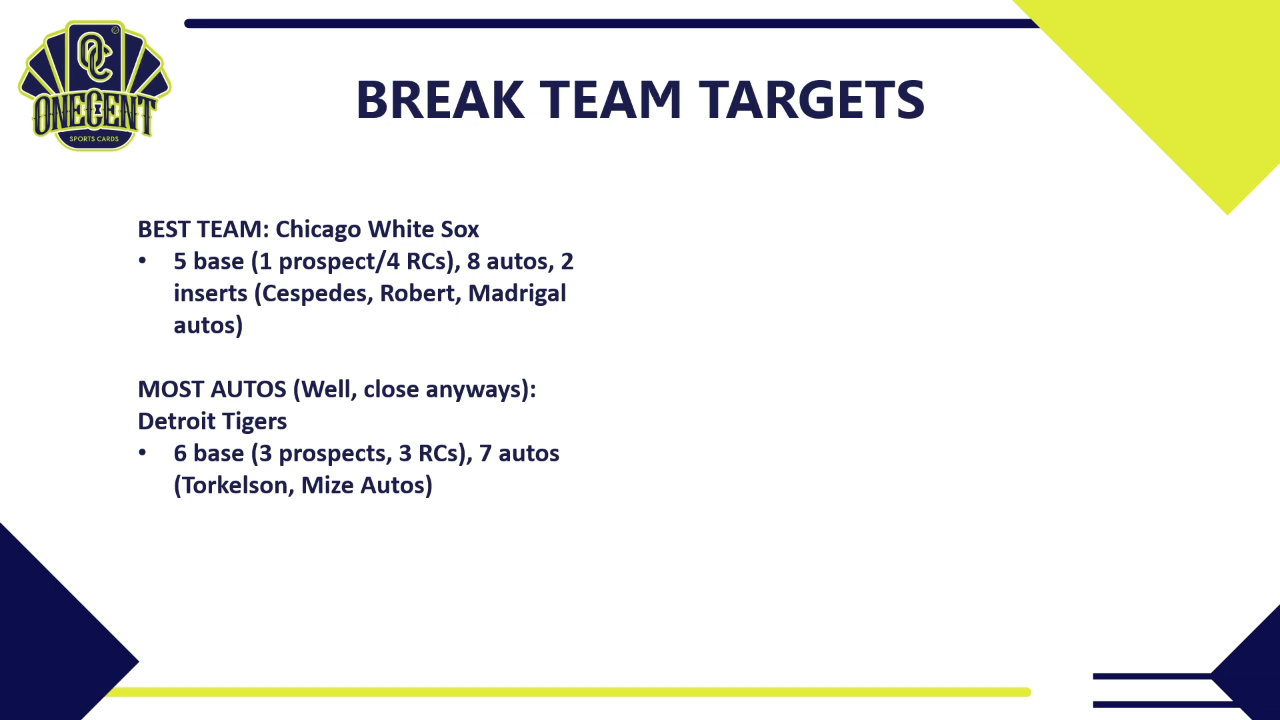 OC
ONECENT
SPORTS CARDS
BREAK TEAM TARGETS
BEST TEAM: Chicago White Sox
• 5 base (1 prospect/4 RCs), 8 autos, 2
inserts (Cespedes, Robert, Madrigal
autos)
MOST AUTOS (Well, close anyways):
Detroit Tigers
• 6 base (3 prospects, 3 RCs), 7 autos
(Torkelson, Mize Autos)